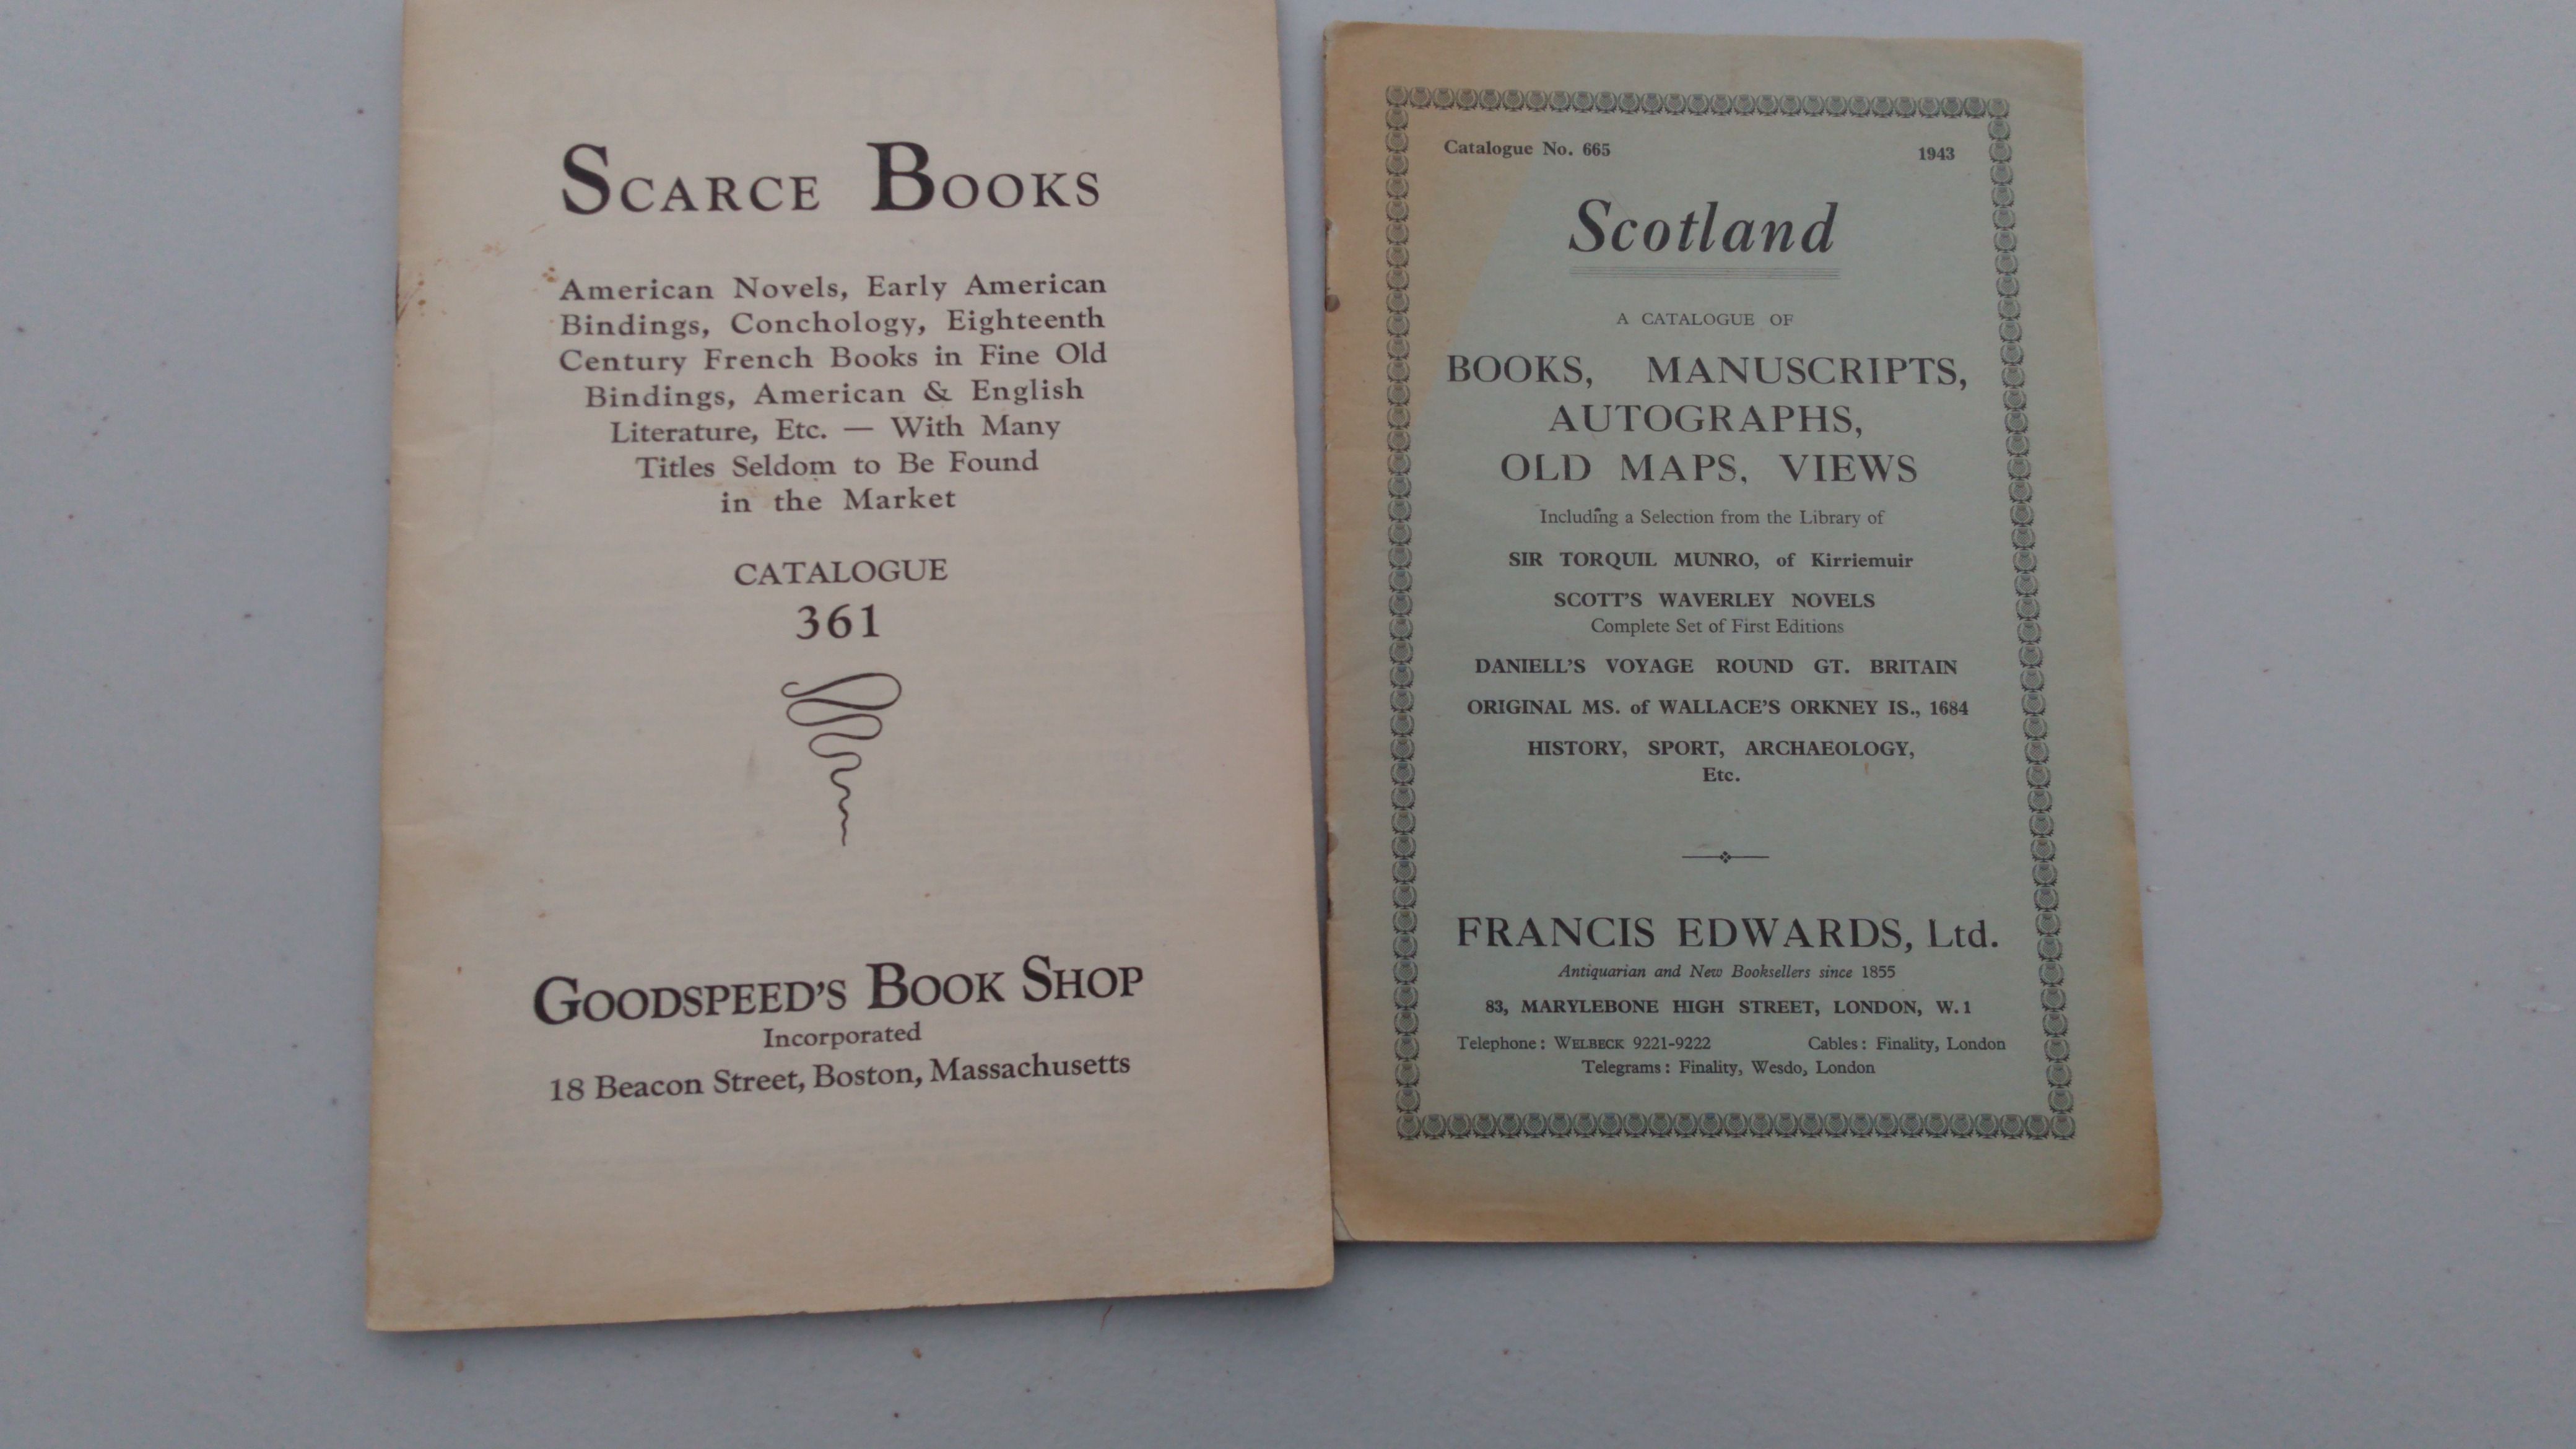 SCARCE BOOKS
American Novels, Early American
Bindings, Conchology, Eighteenth
Century French Books in Fine Old
Bindings, American & English
Literature, Etc. — With Many
Titles Seldom to Be Found
in the Market
CATALOGUE
361
GOODSPEED'S BOOK SHOP
Incorporated
18 Beacon Street, Boston, Massachusetts
Catalogue No. 665 1943
Scotland
A CATALOGUE OF
BOOKS, MANUSCRIPTS,
AUTOGRAPHS,
OLD MAPS, VIEWS
Including a Selection from the Library of
SIR TORQUIL MUNRO, of Kirriemuir
SCOTT'S WAVERLEY NOVELS
Complete Set of First Editions
DANIELL'S VOYAGE ROUND GT. BRITAIN
ORIGINAL MS. of WALLACE'S ORKNEY IS., 1684
HISTORY, SPORT, ARCHAEOLOGY,
Etc.
FRANCIS EDWARDS, Ltd.
Antiquarian and New Booksellers since 1855
83, MARYLEBONE HIGH STREET, LONDON, W.1
Telephone: WELBECK 9221-9222 Cables: Finality, London
Telegrams: Finality, Wesdo, London